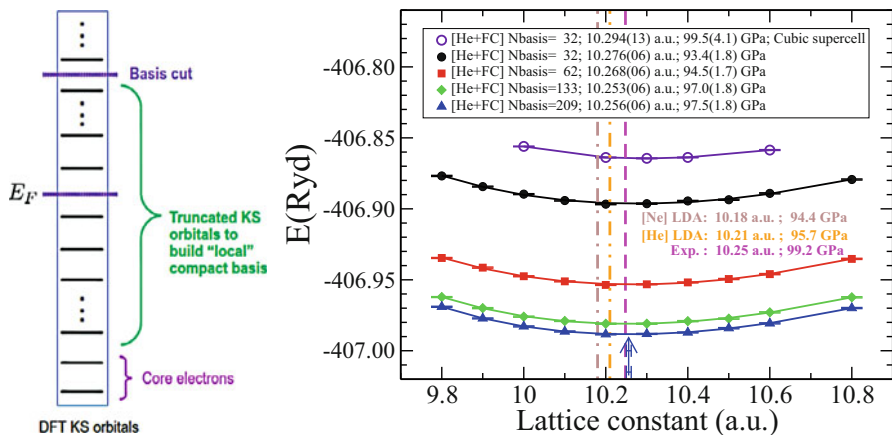 Basis cut
E_F
Truncated KS
orbitals to
build "local"
compact basis
Core electrons
DFT KS orbitals
[He+FC] Nbasis= 32; 10.294(13) a.u.; 99.5(4.1) GPa; Cubic supercell
[He+FC] Nbasis= 32; 10.276(06) a.u.; 93.4(1.8) GPa
[He+FC] Nbasis= 62; 10.268(06) a.u.; 94.5(1.7) GPa
[He+FC] Nbasis=133; 10.253(06) a.u.; 97.0(1.8) GPa
[He+FC] Nbasis=209; 10.256(06) a.u.; 97.5(1.8) GPa
E(Ryd)
-406.80
-406.85
-406.90
-406.95
-407.00
[Ne] LDA: 10.18 a.u.; 94.4 GPa
[He] LDA: 10.21 a.u.; 95.7 GPa
Exp. : 10.25 a.u.; 99.2 GPa
9.8 10 10.2 10.4 10.6 10.8
Lattice constant (a.u.)